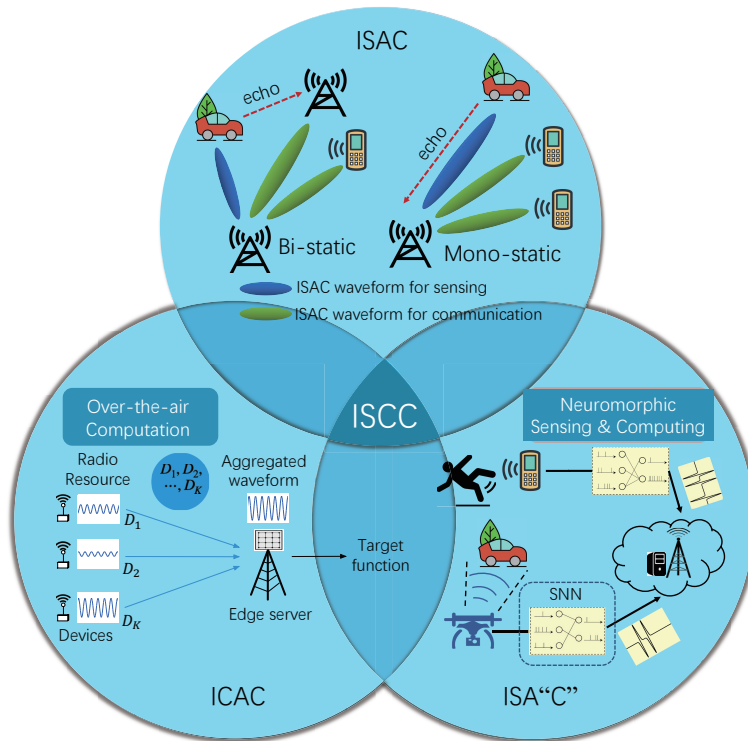 ISAC
echo
echo
Bi-static
Mono-static
ISAC waveform for sensing
ISAC waveform for communication
ISCC
Over-the-air
Computation
Neuromorphic
Sensing & Computing
Radio
Resource
D₁, D₂,
…, D_K
Aggregated
waveform
D₁
D₂
D_K
Devices
Edge server
Target
function
SNN
ICAC
ISA“C”